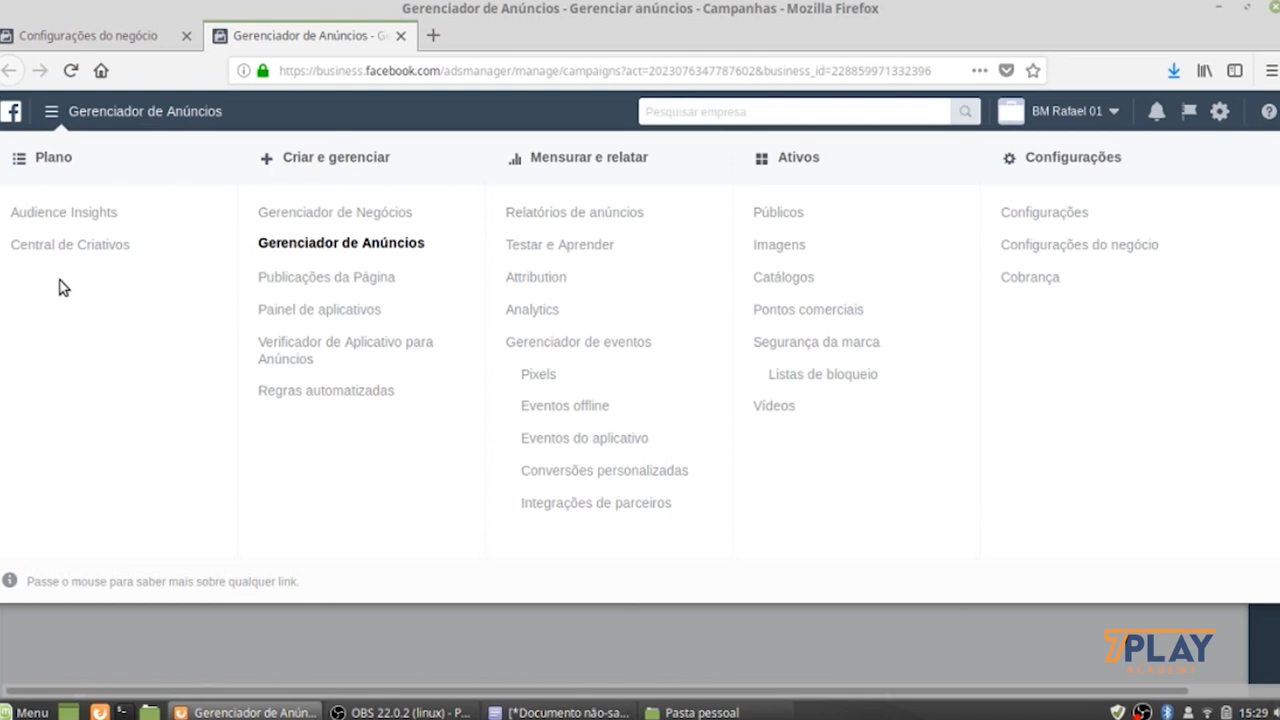 Gerenciador de Anúncios - Gerenciar anúncios - Campanhas - Mozilla Firefox
Configurações do negócio
Gerenciador de Anúncios - G
https://business.facebook.com/adsmanager/manage/campaigns?act=2023076347787602&business_id=228859971332396
Gerenciador de Anúncios
Pesquisar empresa
BM Rafael 01
Plano
Audience Insights
Central de Criativos
Criar e gerenciar
Gerenciador de Negócios
Gerenciador de Anúncios
Publicações da Página
Painel de aplicativos
Verificador de Aplicativo para
Anúncios
Regras automatizadas
Mensurar e relatar
Relatórios de anúncios
Testar e Aprender
Attribution
Analytics
Gerenciador de eventos
Pixels
Eventos offline
Eventos do aplicativo
Conversões personalizadas
Integrações de parceiros
Ativos
Públicos
Imagens
Catálogos
Pontos comerciais
Segurança da marca
Listas de bloqueio
Vídeos
Configurações
Configurações
Configurações do negócio
Cobrança
Passe o mouse para saber mais sobre qualquer link.
7PLAY
ACADEMY
Menu
Gerenciador de Anún...
OBS 22.0.2 (linux) - P...
[*Documento não-sa...
Pasta pessoal
15:29